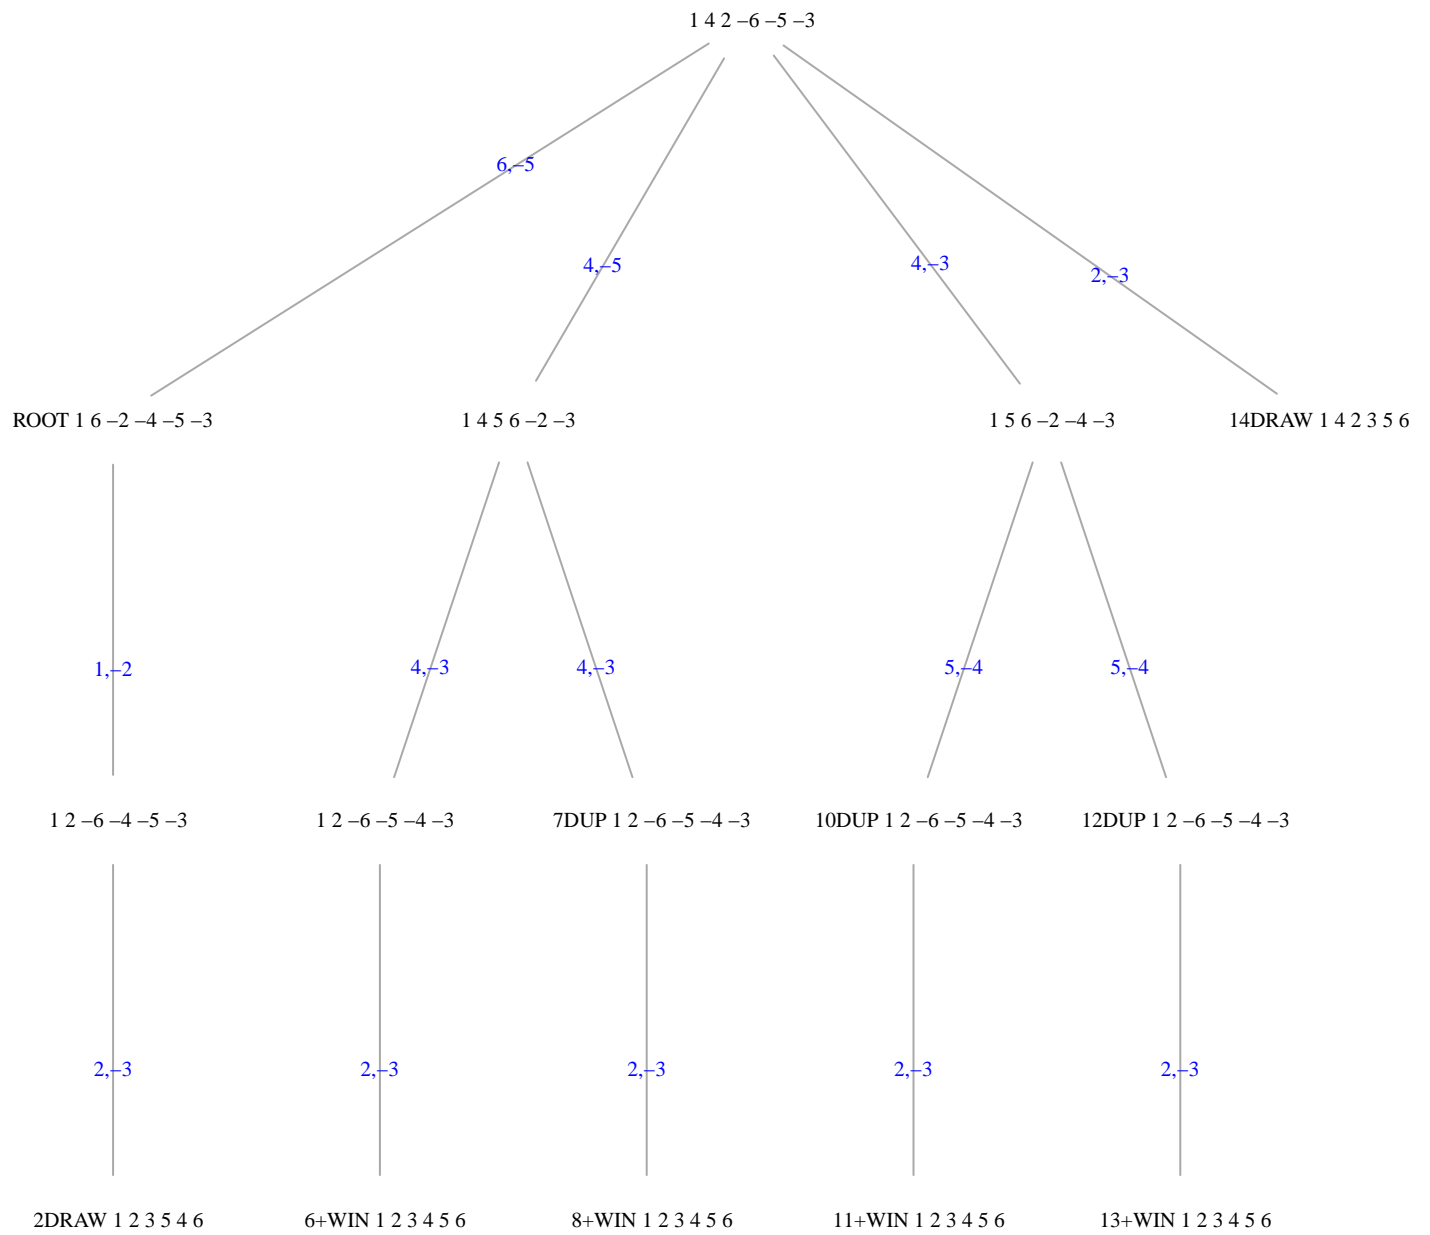 1 4 2 –6 –5 –3
6,–5
4,–5
4,–3
2,–3
ROOT 1 6 –2 –4 –5 –3
1 4 5 6 –2 –3
1 5 6 –2 –4 –3
14DRAW 1 4 2 3 5 6
1,–2
4,–3
4,–3
5,–4
5,–4
1 2 –6 –4 –5 –3
1 2 –6 –5 –4 –3
7DUP 1 2 –6 –5 –4 –3
10DUP 1 2 –6 –5 –4 –3
12DUP 1 2 –6 –5 –4 –3
2,–3
2,–3
2,–3
2,–3
2,–3
2DRAW 1 2 3 5 4 6
6+WIN 1 2 3 4 5 6
8+WIN 1 2 3 4 5 6
11+WIN 1 2 3 4 5 6
13+WIN 1 2 3 4 5 6